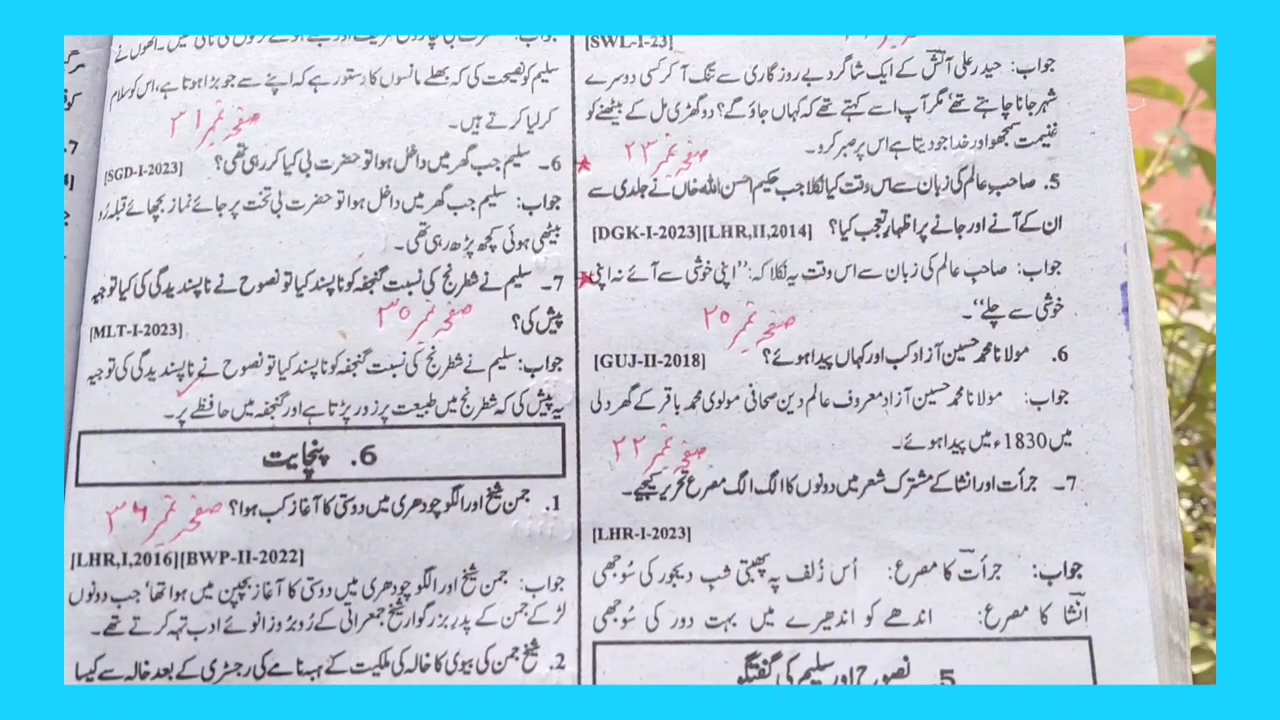 [SWL-I-23]
جواب: حیدر علی آتش کے ایک شاگرد بے روزگاری سے تنگ آ کر کسی دوسرے
شہر جانا چاہتے تھے مگر آپ اسے کہتے تھے کہ کہاں جاؤ گے؟ دو گھڑی مل کے بیٹھنے کو
غنیمت سمجھو اور خدا جو دیتا ہے اس پر صبر کرو۔
صفحہ نمبر ۲۳
5. صاحبِ عالم کی زبان سے اس وقت کیا نکلا جب حکیم احسن اللہ خاں نے جلدی سے
ان کے آنے اور جانے پر اظہارِ تعجب کیا؟ [DGK-I-2023][LHR,II,2014]
جواب: صاحبِ عالم کی زبان سے اس وقت یہ نکلا کہ: ”اپنی خوشی سے آئے نہ اپنی
خوشی سے چلے“۔
صفحہ نمبر ۲۵
6. مولانا محمد حسین آزاد کب اور کہاں پیدا ہوئے؟ [GUJ-II-2018]
جواب: مولانا محمد حسین آزاد معروف عالم دین صحافی مولوی محمد باقر کے گھر دلی
میں 1830ء میں پیدا ہوئے۔
صفحہ نمبر ۲۲
7۔ جرأت اور انشا کے مشترک شعر میں دونوں کا الگ الگ مصرع تحریر کیجیے۔
[LHR-I-2023]
جواب: جرأت کا مصرع: اُس زُلف پہ پھبتی شبِ دیجور کی سُوجھی
انشا کا مصرع: اندھے کو اندھیرے میں بہت دور کی سُوجھی
5. نصوح اور سلیم کی گفتگو
سلیم کو نصیحت کی کہ بھلے مانسوں کا دستور ہے کہ اپنے سے جو بڑا ہوتا ہے، اس کو سلام
کر لیا کرتے ہیں۔
صفحہ نمبر ۳۱
6۔ سلیم جب گھر میں داخل ہوا تو حضرت بی کیا کر رہی تھی؟ [SGD-I-2023]
جواب: سلیم جب گھر میں داخل ہوا تو حضرت بی تخت پر جائے نماز بچھائے قبلہ رُو
بیٹھی ہوئی کچھ پڑھ رہی تھی۔
7۔ سلیم نے شطرنج کی نسبت گنجفہ کو ناپسند کیا تو نصوح نے ناپسندیدگی کی کیا توجیہ
پیش کی؟ [MLT-I-2023]
صفحہ نمبر ۳۰
جواب: سلیم نے شطرنج کی نسبت گنجفہ کو ناپسند کیا تو نصوح نے ناپسندیدگی کی توجیہ
یہ پیش کی کہ شطرنج میں طبیعت پر زور پڑتا ہے اور گنجفہ میں حافظے پر۔
6. پنچایت
1. جمن شیخ اور الگو چودھری میں دوستی کا آغاز کب ہوا؟ صفحہ نمبر ۳۶
[LHR,I,2016][BWP-II-2022]
جواب: جمن شیخ اور الگو چودھری میں دوستی کا آغاز بچپن میں ہوا تھا، جب دونوں
لڑکے جمن کے پدرِ بزرگوار شیخ جمعراتی کے رُوبرُو زانوئے ادب تہہ کرتے تھے۔
2. شیخ جمن کی بیوی کا خالہ کی ملکیت کے ہبہ نامے کی رجسٹری کے بعد خالہ سے کیسا